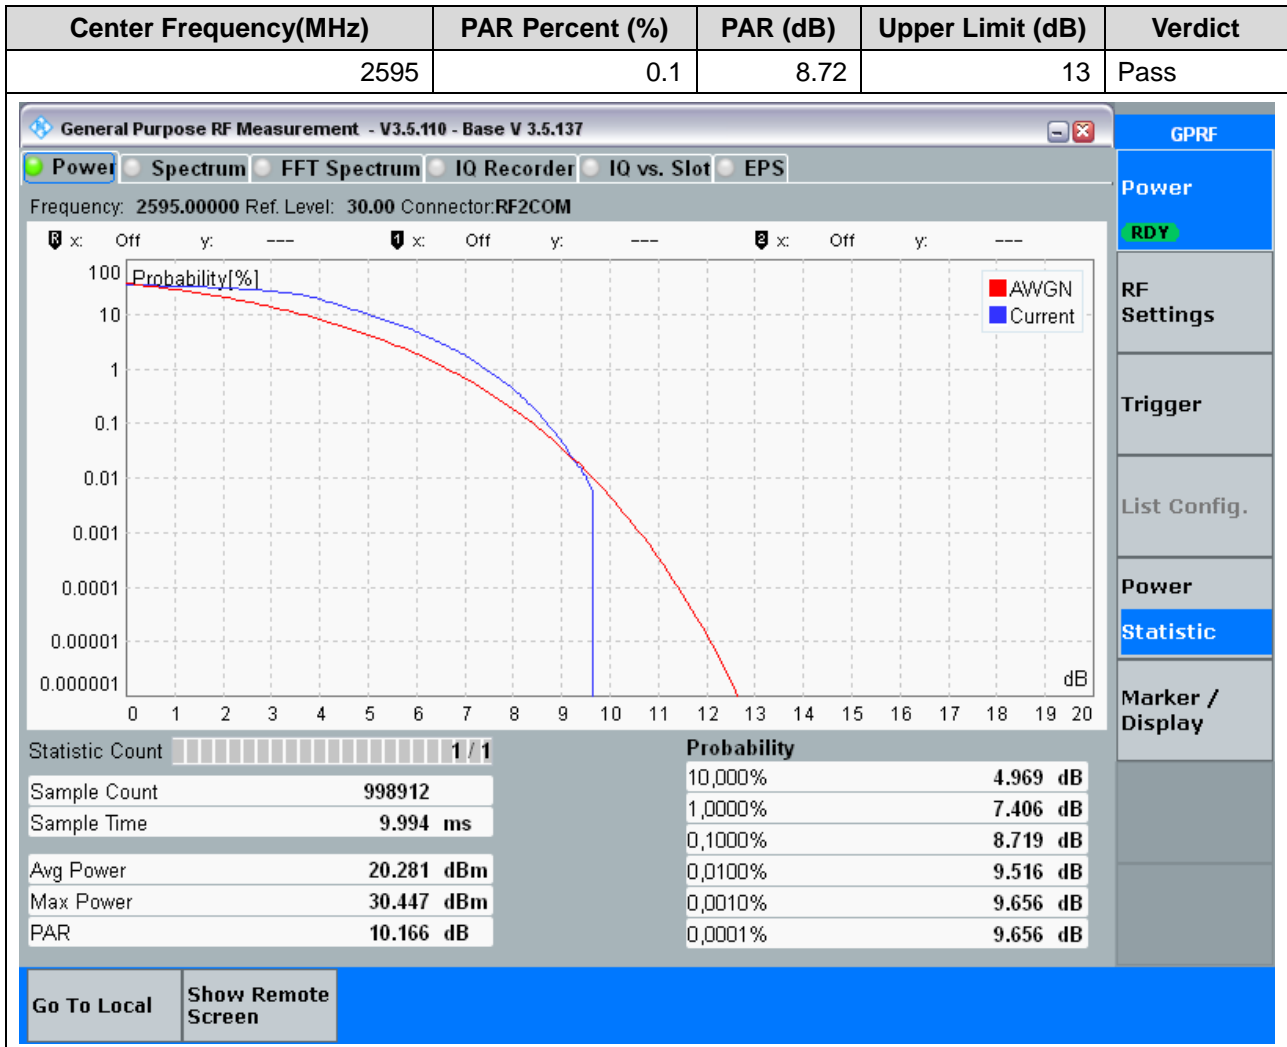 Center Frequency(MHz) PAR Percent (%) PAR (dB) Upper Limit (dB) Verdict
2595 0.1 8.72 13 Pass
General Purpose RF Measurement - V3.5.110 - Base V 3.5.137
GPRF
Power Spectrum FFT Spectrum IQ Recorder IQ vs. Slot EPS
Power
RDY
Frequency: 2595.00000 Ref. Level: 30.00 Connector:RF2COM
R x: Off y: --- 1 x: Off y: --- 2 x: Off y: ---
Probability[%]
AWGN
Current
100
10
1
0.1
0.01
0.001
0.0001
0.00001
0.000001
dB
0 1 2 3 4 5 6 7 8 9 10 11 12 13 14 15 16 17 18 19 20
RF
Settings
Trigger
List Config.
Power
Statistic
Marker /
Display
Statistic Count 1 / 1
Sample Count 998912
Sample Time 9.994 ms
Avg Power 20.281 dBm
Max Power 30.447 dBm
PAR 10.166 dB
Probability
10,000% 4.969 dB
1,0000% 7.406 dB
0,1000% 8.719 dB
0,0100% 9.516 dB
0,0010% 9.656 dB
0,0001% 9.656 dB
Go To Local
Show Remote
Screen